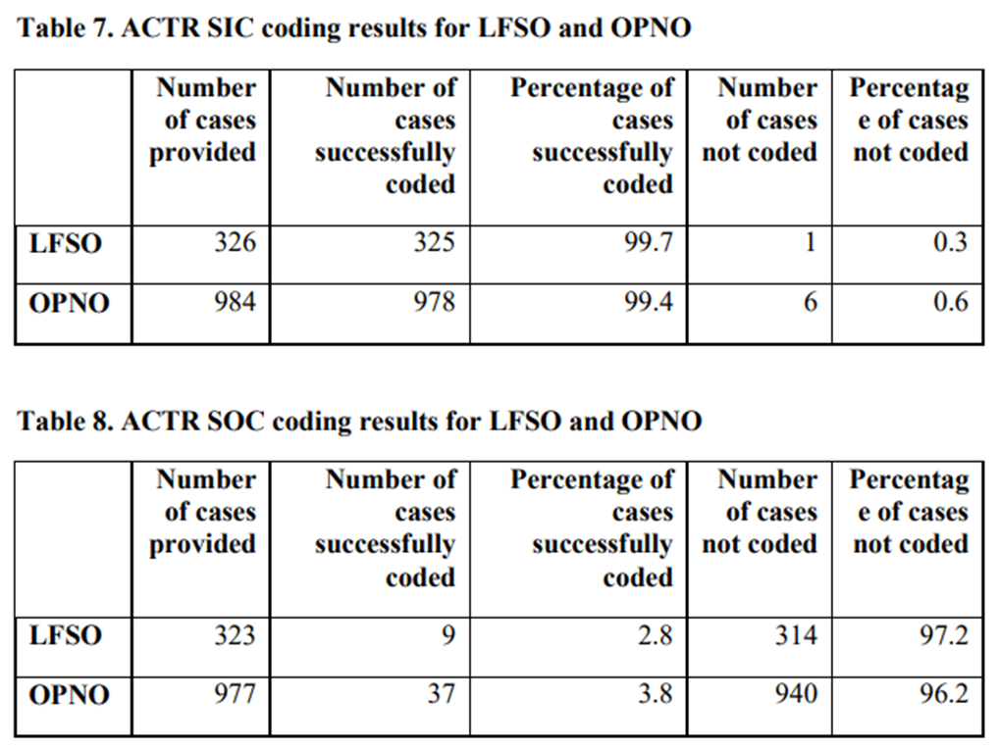 Table 7. ACTR SIC coding results for LFSO and OPNO
Number Number of Percentage of Number Percentag
of cases cases cases of cases e of cases
provided successfully successfully not coded not coded
coded coded
LFSO 326 325 99.7 1 0.3
OPNO 984 978 99.4 6 0.6
Table 8. ACTR SOC coding results for LFSO and OPNO
Number Number of Percentage of Number Percentag
of cases cases cases of cases e of cases
provided successfully successfully not coded not coded
coded coded
LFSO 323 9 2.8 314 97.2
OPNO 977 37 3.8 940 96.2